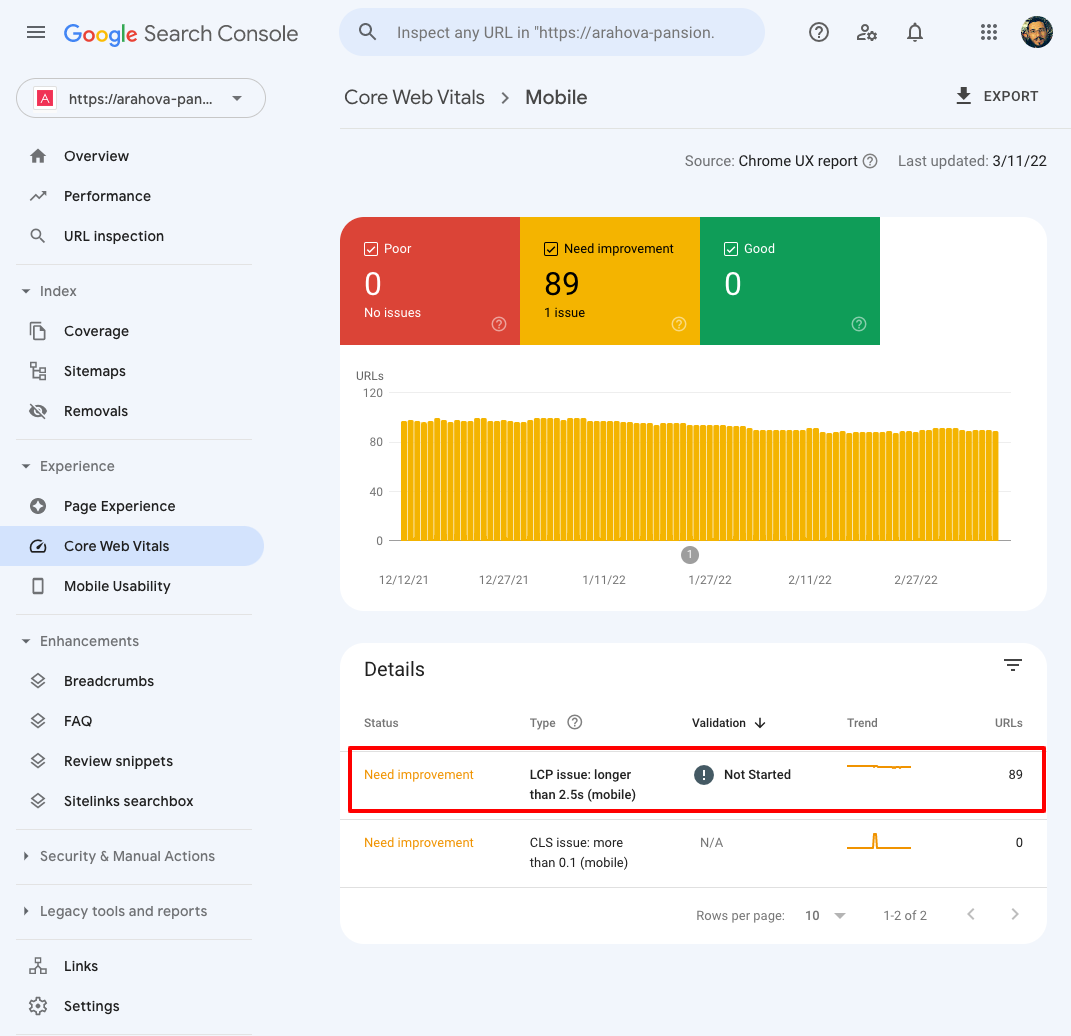 Google Search Console
Inspect any URL in "https://arahova-pansion.
A https://arahova-pan...
Core Web Vitals > Mobile
EXPORT
Overview
Performance
URL inspection
Index
Coverage
Sitemaps
Removals
Experience
Page Experience
Core Web Vitals
Mobile Usability
Enhancements
Breadcrumbs
FAQ
Review snippets
Sitelinks searchbox
Security & Manual Actions
Legacy tools and reports
Links
Settings
Source: Chrome UX report Last updated: 3/11/22
Poor
0
No issues
Need improvement
89
1 issue
Good
0
URLs
120
80
40
0
1
12/12/21 12/27/21 1/11/22 1/27/22 2/11/22 2/27/22
Details
Status Type Validation Trend URLs
Need improvement LCP issue: longer Not Started 89
than 2.5s (mobile)
Need improvement CLS issue: more N/A 0
than 0.1 (mobile)
Rows per page: 10 1-2 of 2